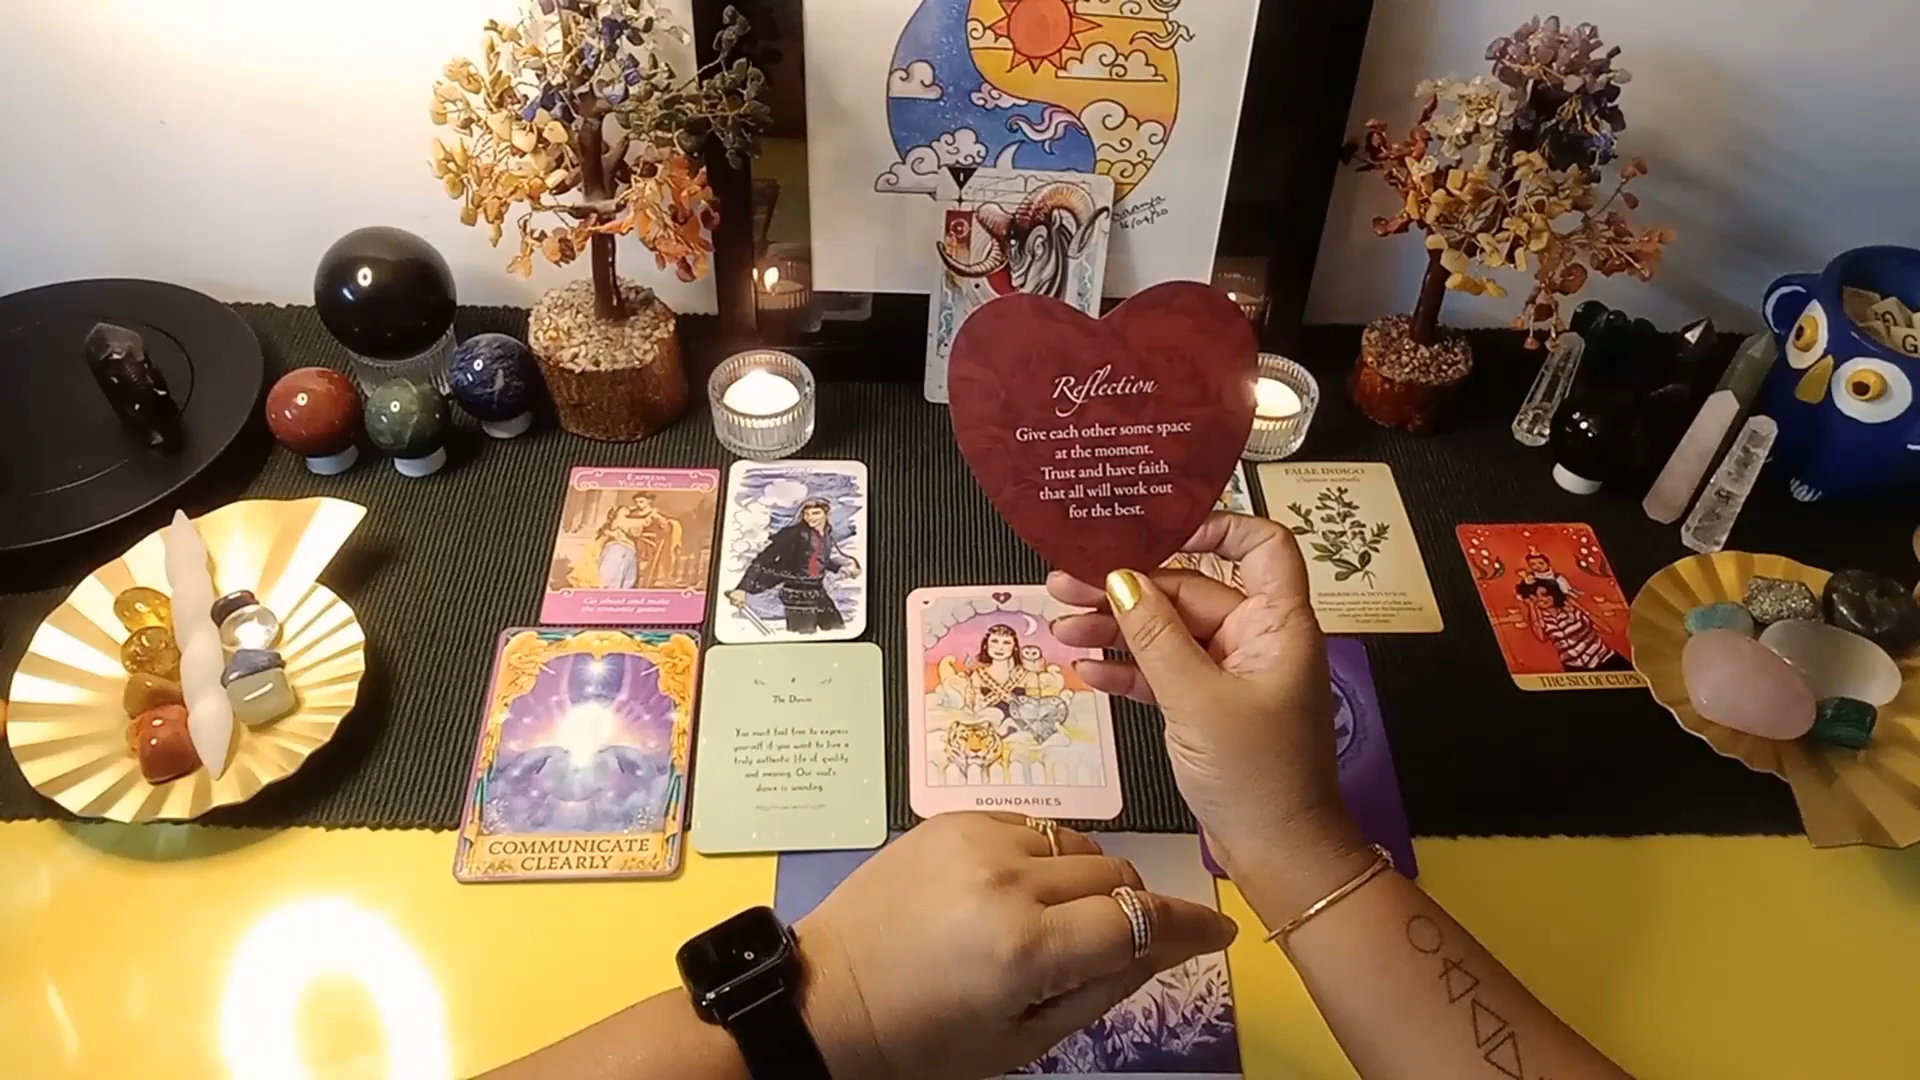 16/04/20
Reflection
Give each other some space
at the moment.
Trust and have faith
that all will work out
for the best.
EXPRESS
YOUR LOVE
Go ahead and make
the romantic gesture.
FALSE INDIGO
THE SIX OF CUPS
G
COMMUNICATE
CLEARLY
The Dancer
You must feel free to express
yourself if you want to live a
truly authentic life of quality
and meaning. Our soul's
dance is unending.
BOUNDARIES